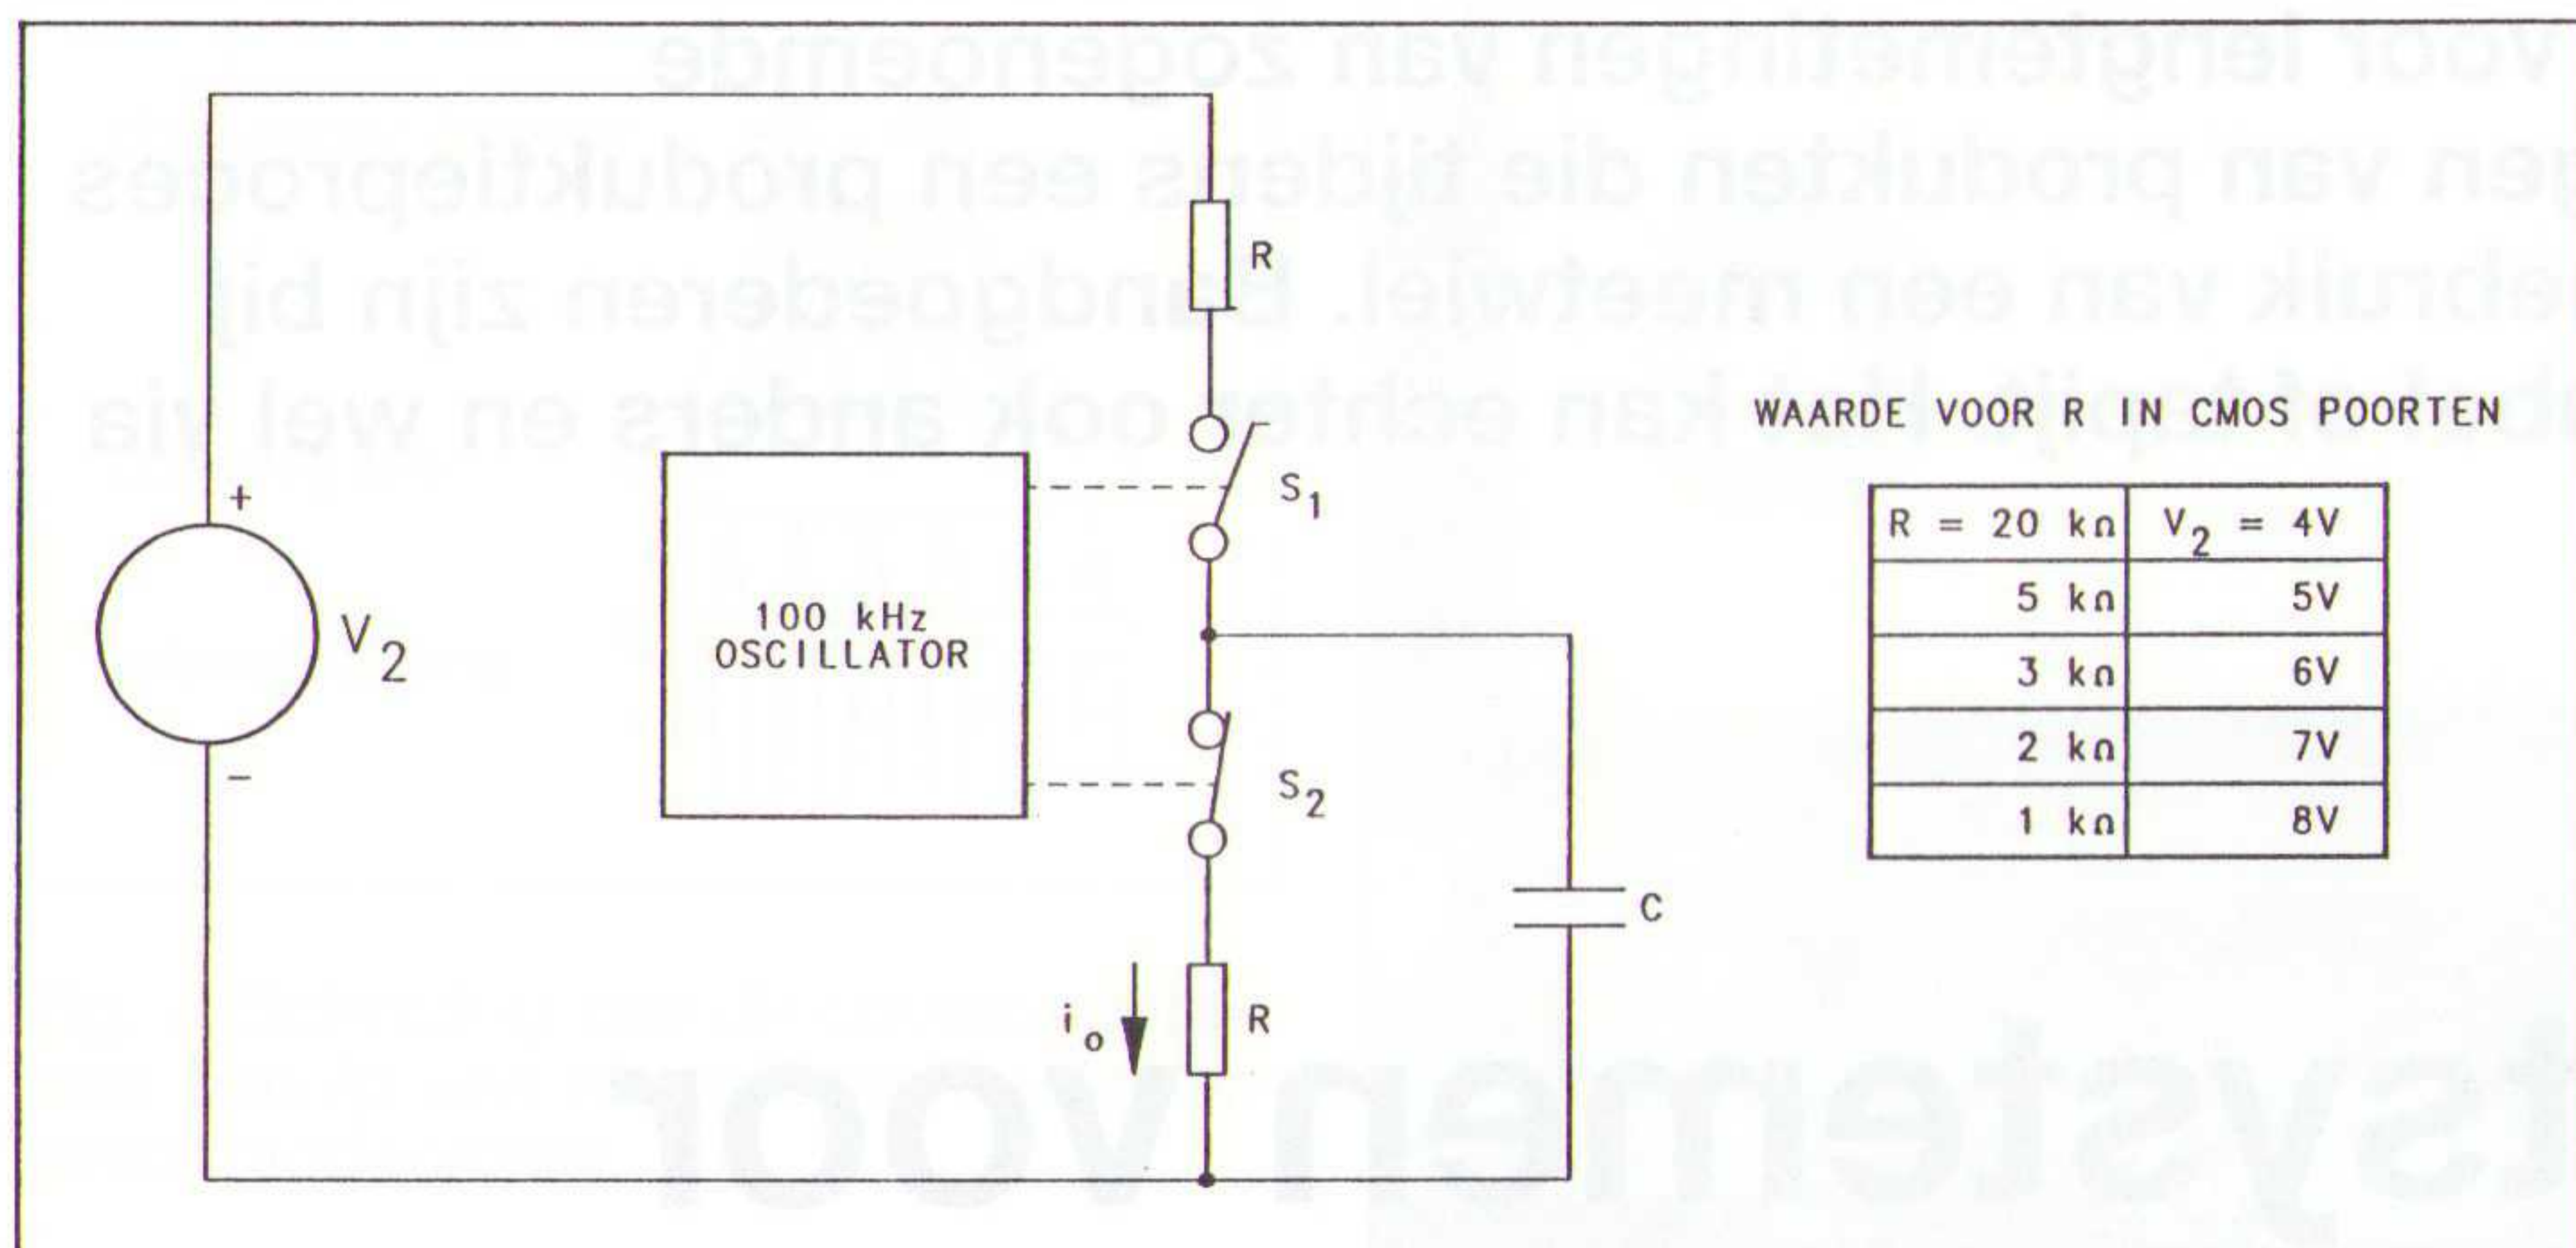 R
WAARDE VOOR R IN CMOS POORTEN
+
S1
R = 20 kΩ V2 = 4V
5 kΩ 5V
100 kHz
OSCILLATOR
V2
3 kΩ 6V
2 kΩ 7V
−
S2
1 kΩ 8V
C
io
R